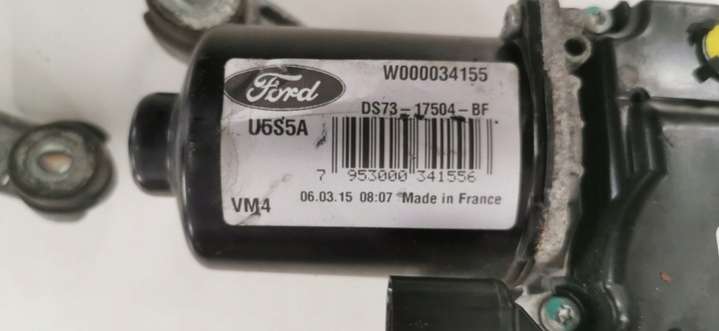 Ford
W000034155
DS73-17504-BF
U6S5A
7 953000 341556
VM4
06.03.15 08:07 Made in France